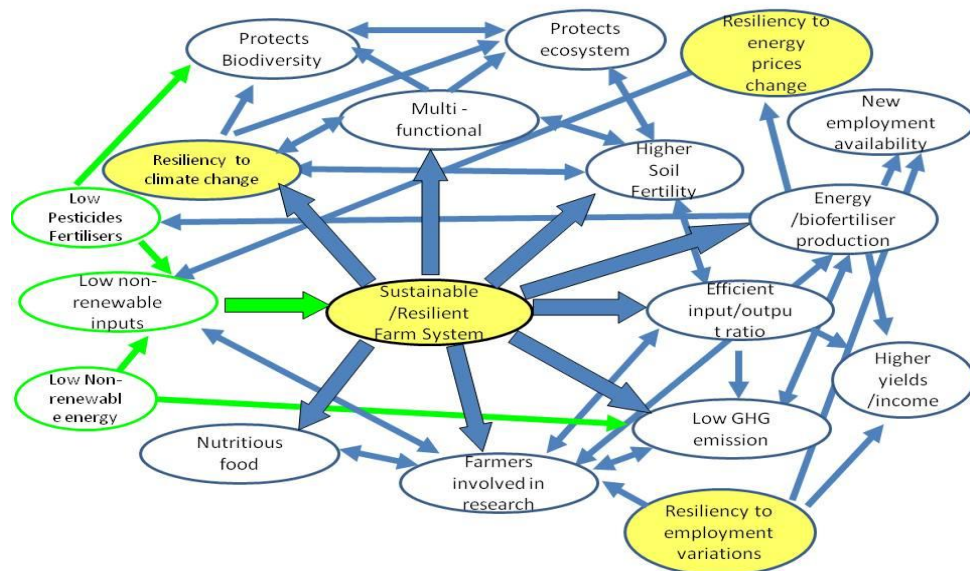 Protects
Biodiversity
Protects
ecosystem
Resiliency to
energy
prices
change
New
employment
availability
Multi -
functional
Resiliency to
climate change
Higher
Soil
Fertility
Low
Pesticides
Fertilisers
Energy
/biofertiliser
production
Low non-
renewable
inputs
Sustainable
/Resilient
Farm System
Efficient
input/outpu
t ratio
Higher
yields
/income
Low Non-
renewabl
e energy
Low GHG
emission
Nutritious
food
Farmers
involved in
research
Resiliency to
employment
variations